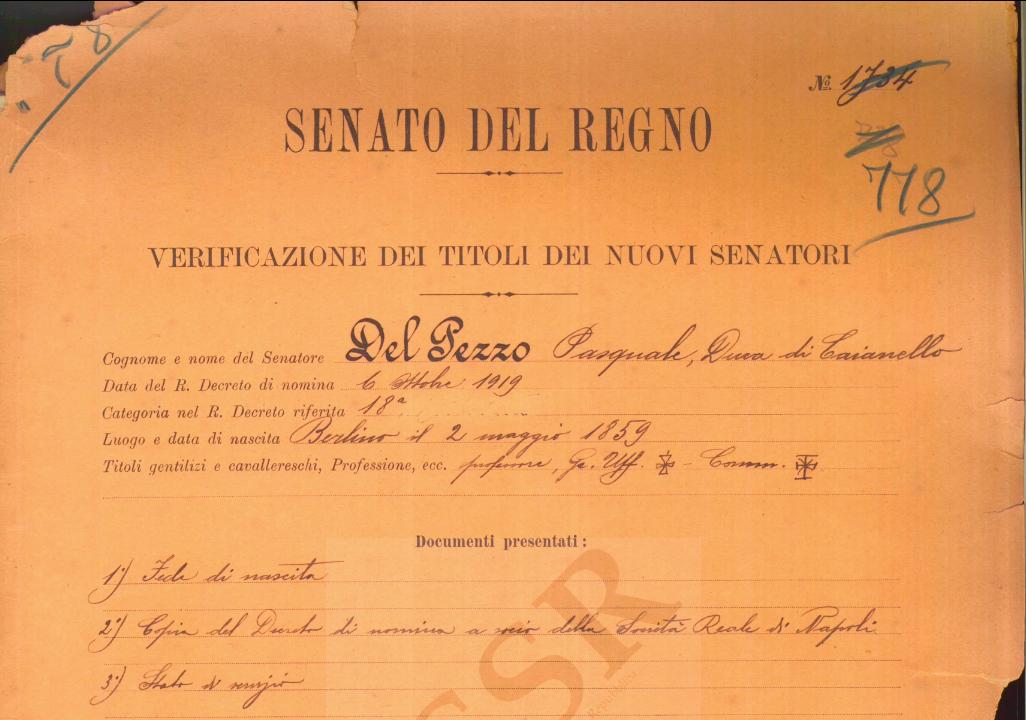 78
№ 1734
SENATO DEL REGNO
778
778
VERIFICAZIONE DEI TITOLI DEI NUOVI SENATORI
Cognome e nome del Senatore Del Pezzo Pasquale, Duca di Caianello
Data del R. Decreto di nomina 6 Ottobre 1919
Categoria nel R. Decreto riferita 18ª
Luogo e data di nascita Berlino il 2 maggio 1859
Titoli gentilizi e cavallereschi, Professione, ecc. professore, Gr. Uff. - Comm.
Documenti presentati:
1°) Fede di nascita
2°) Copia del Decreto di nomina a socio della Società Reale di Napoli
3°) Stato di servizio
SR
Repubblica